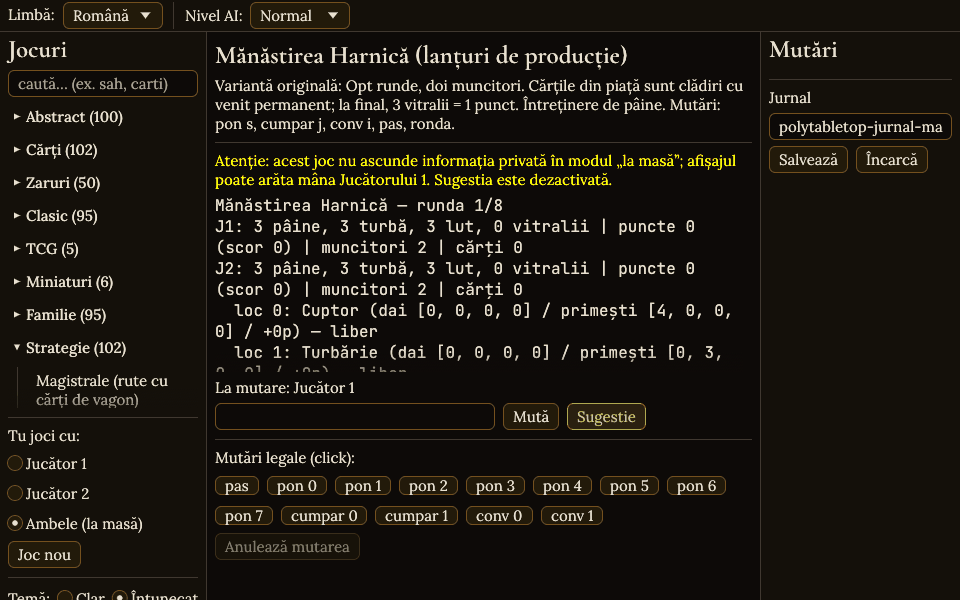 Limbă: Română Nivel AI: Normal
Jocuri
caută... (ex. sah, carti)
Abstract (100)
Cărți (102)
Zaruri (50)
Clasic (95)
TCG (5)
Miniaturi (6)
Familie (95)
Strategie (102)
Magistrale (rute cu
cărți de vagon)
Tu joci cu:
Jucător 1
Jucător 2
Ambele (la masă)
Joc nou
Temă: Clar Întunecat
Mănăstirea Harnică (lanțuri de producție)
Variantă originală: Opt runde, doi muncitori. Cărțile din piață sunt clădiri cu
venit permanent; la final, 3 vitralii = 1 punct. Întreținere de pâine. Mutări:
pon s, cumpar j, conv i, pas, ronda.
Atenție: acest joc nu ascunde informația privată în modul „la masă”; afișajul
poate arăta mâna Jucătorului 1. Sugestia este dezactivată.
Mănăstirea Harnică — runda 1/8
J1: 3 pâine, 3 turbă, 3 lut, 0 vitralii | puncte 0
(scor 0) | muncitori 2 | cărți 0
J2: 3 pâine, 3 turbă, 3 lut, 0 vitralii | puncte 0
(scor 0) | muncitori 2 | cărți 0
loc 0: Cuptor (dai [0, 0, 0, 0] / primești [4, 0, 0,
0] / +0p) — liber
loc 1: Turbărie (dai [0, 0, 0, 0] / primești [0, 3,
0, 0] / +0p) — liber
La mutare: Jucător 1
Mută Sugestie
Mutări legale (click):
pas pon 0 pon 1 pon 2 pon 3 pon 4 pon 5 pon 6
pon 7 cumpar 0 cumpar 1 conv 0 conv 1
Anulează mutarea
Mutări
Jurnal
polytabletop-jurnal-ma
Salvează Încarcă